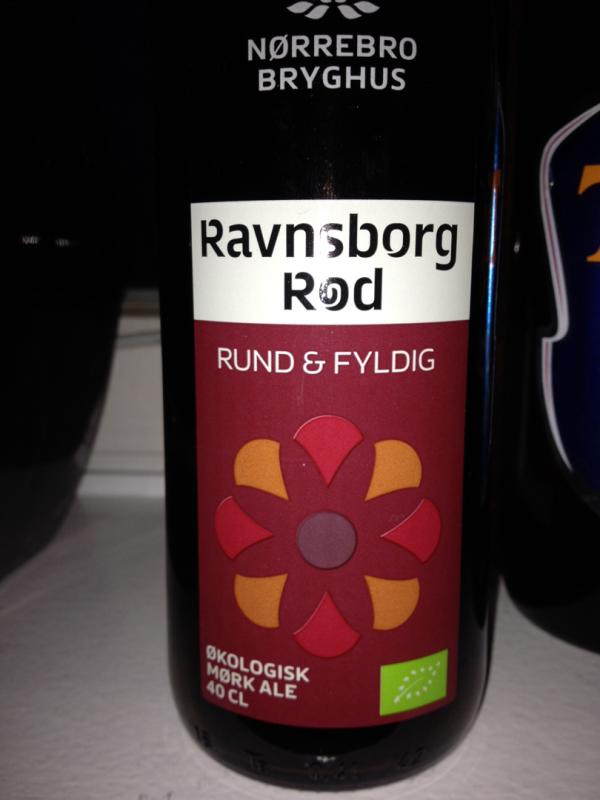 NØRREBRO
BRYGHUS
Ravnsborg
Rød
RUND & FYLDIG
ØKOLOGISK
MØRK ALE
40 CL